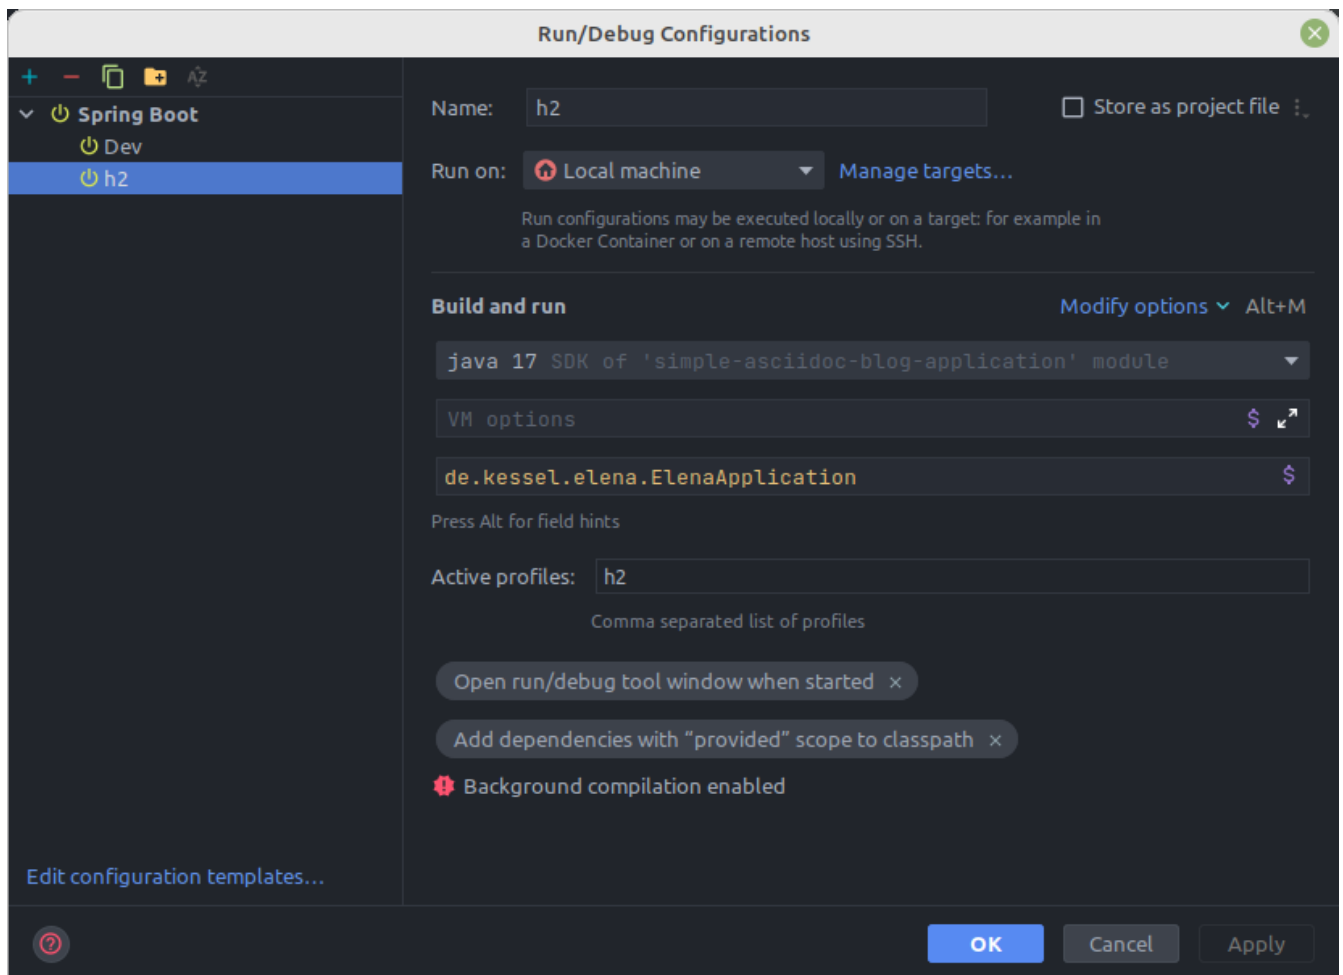 Run/Debug Configurations
Spring Boot
Dev
h2
Edit configuration templates...
Name: h2
Store as project file
Run on: Local machine Manage targets...
Run configurations may be executed locally or on a target: for example in
a Docker Container or on a remote host using SSH.
Build and run
Modify options Alt+M
java 17 SDK of 'simple-asciidoc-blog-application' module
VM options
de.kessel.elena.ElenaApplication
Press Alt for field hints
Active profiles: h2
Comma separated list of profiles
Open run/debug tool window when started ×
Add dependencies with “provided” scope to classpath ×
Background compilation enabled
OK Cancel Apply